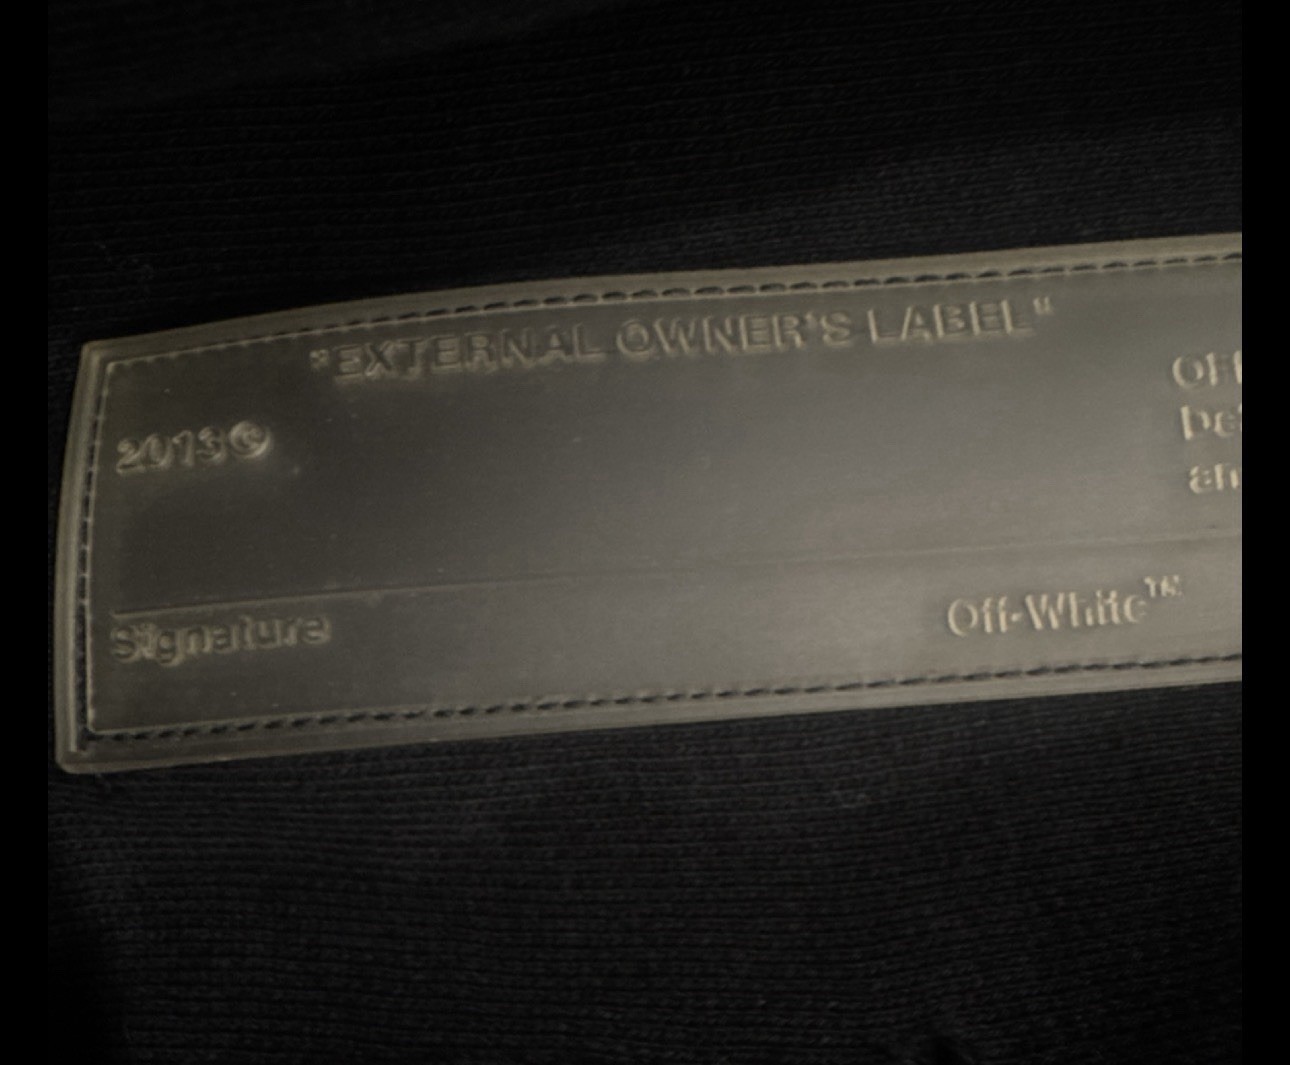 "EXTERNAL OWNER'S LABEL"
2013©
Signature
Off-White™